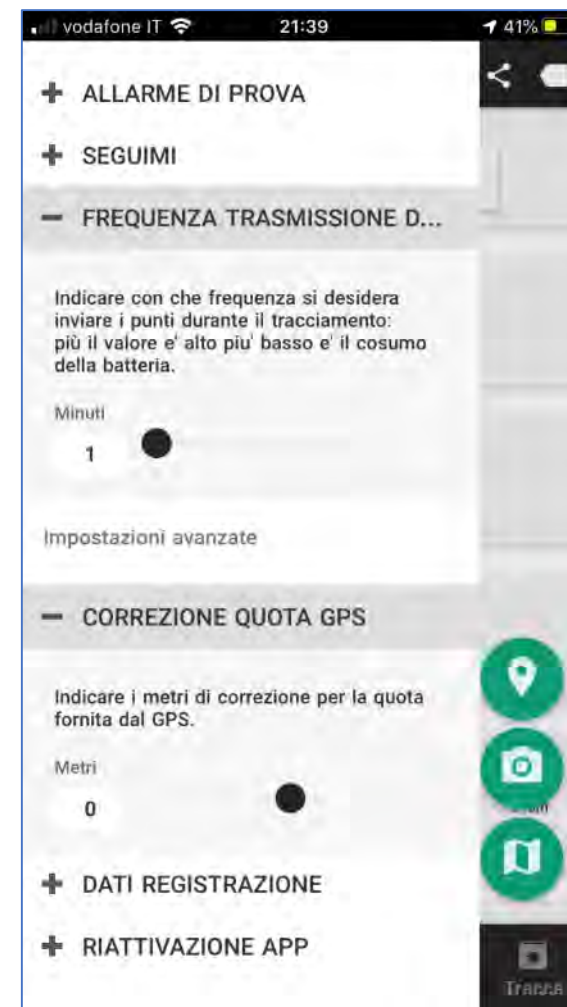 vodafone IT 21:39 41%
ALLARME DI PROVA
SEGUIMI
FREQUENZA TRASMISSIONE D...
Indicare con che frequenza si desidera
inviare i punti durante il tracciamento:
più il valore e' alto piu' basso e' il cosumo
della batteria.
Minuti
1
Impostazioni avanzate
CORREZIONE QUOTA GPS
Indicare i metri di correzione per la quota
fornita dal GPS.
Metri
0
DATI REGISTRAZIONE
RIATTIVAZIONE APP